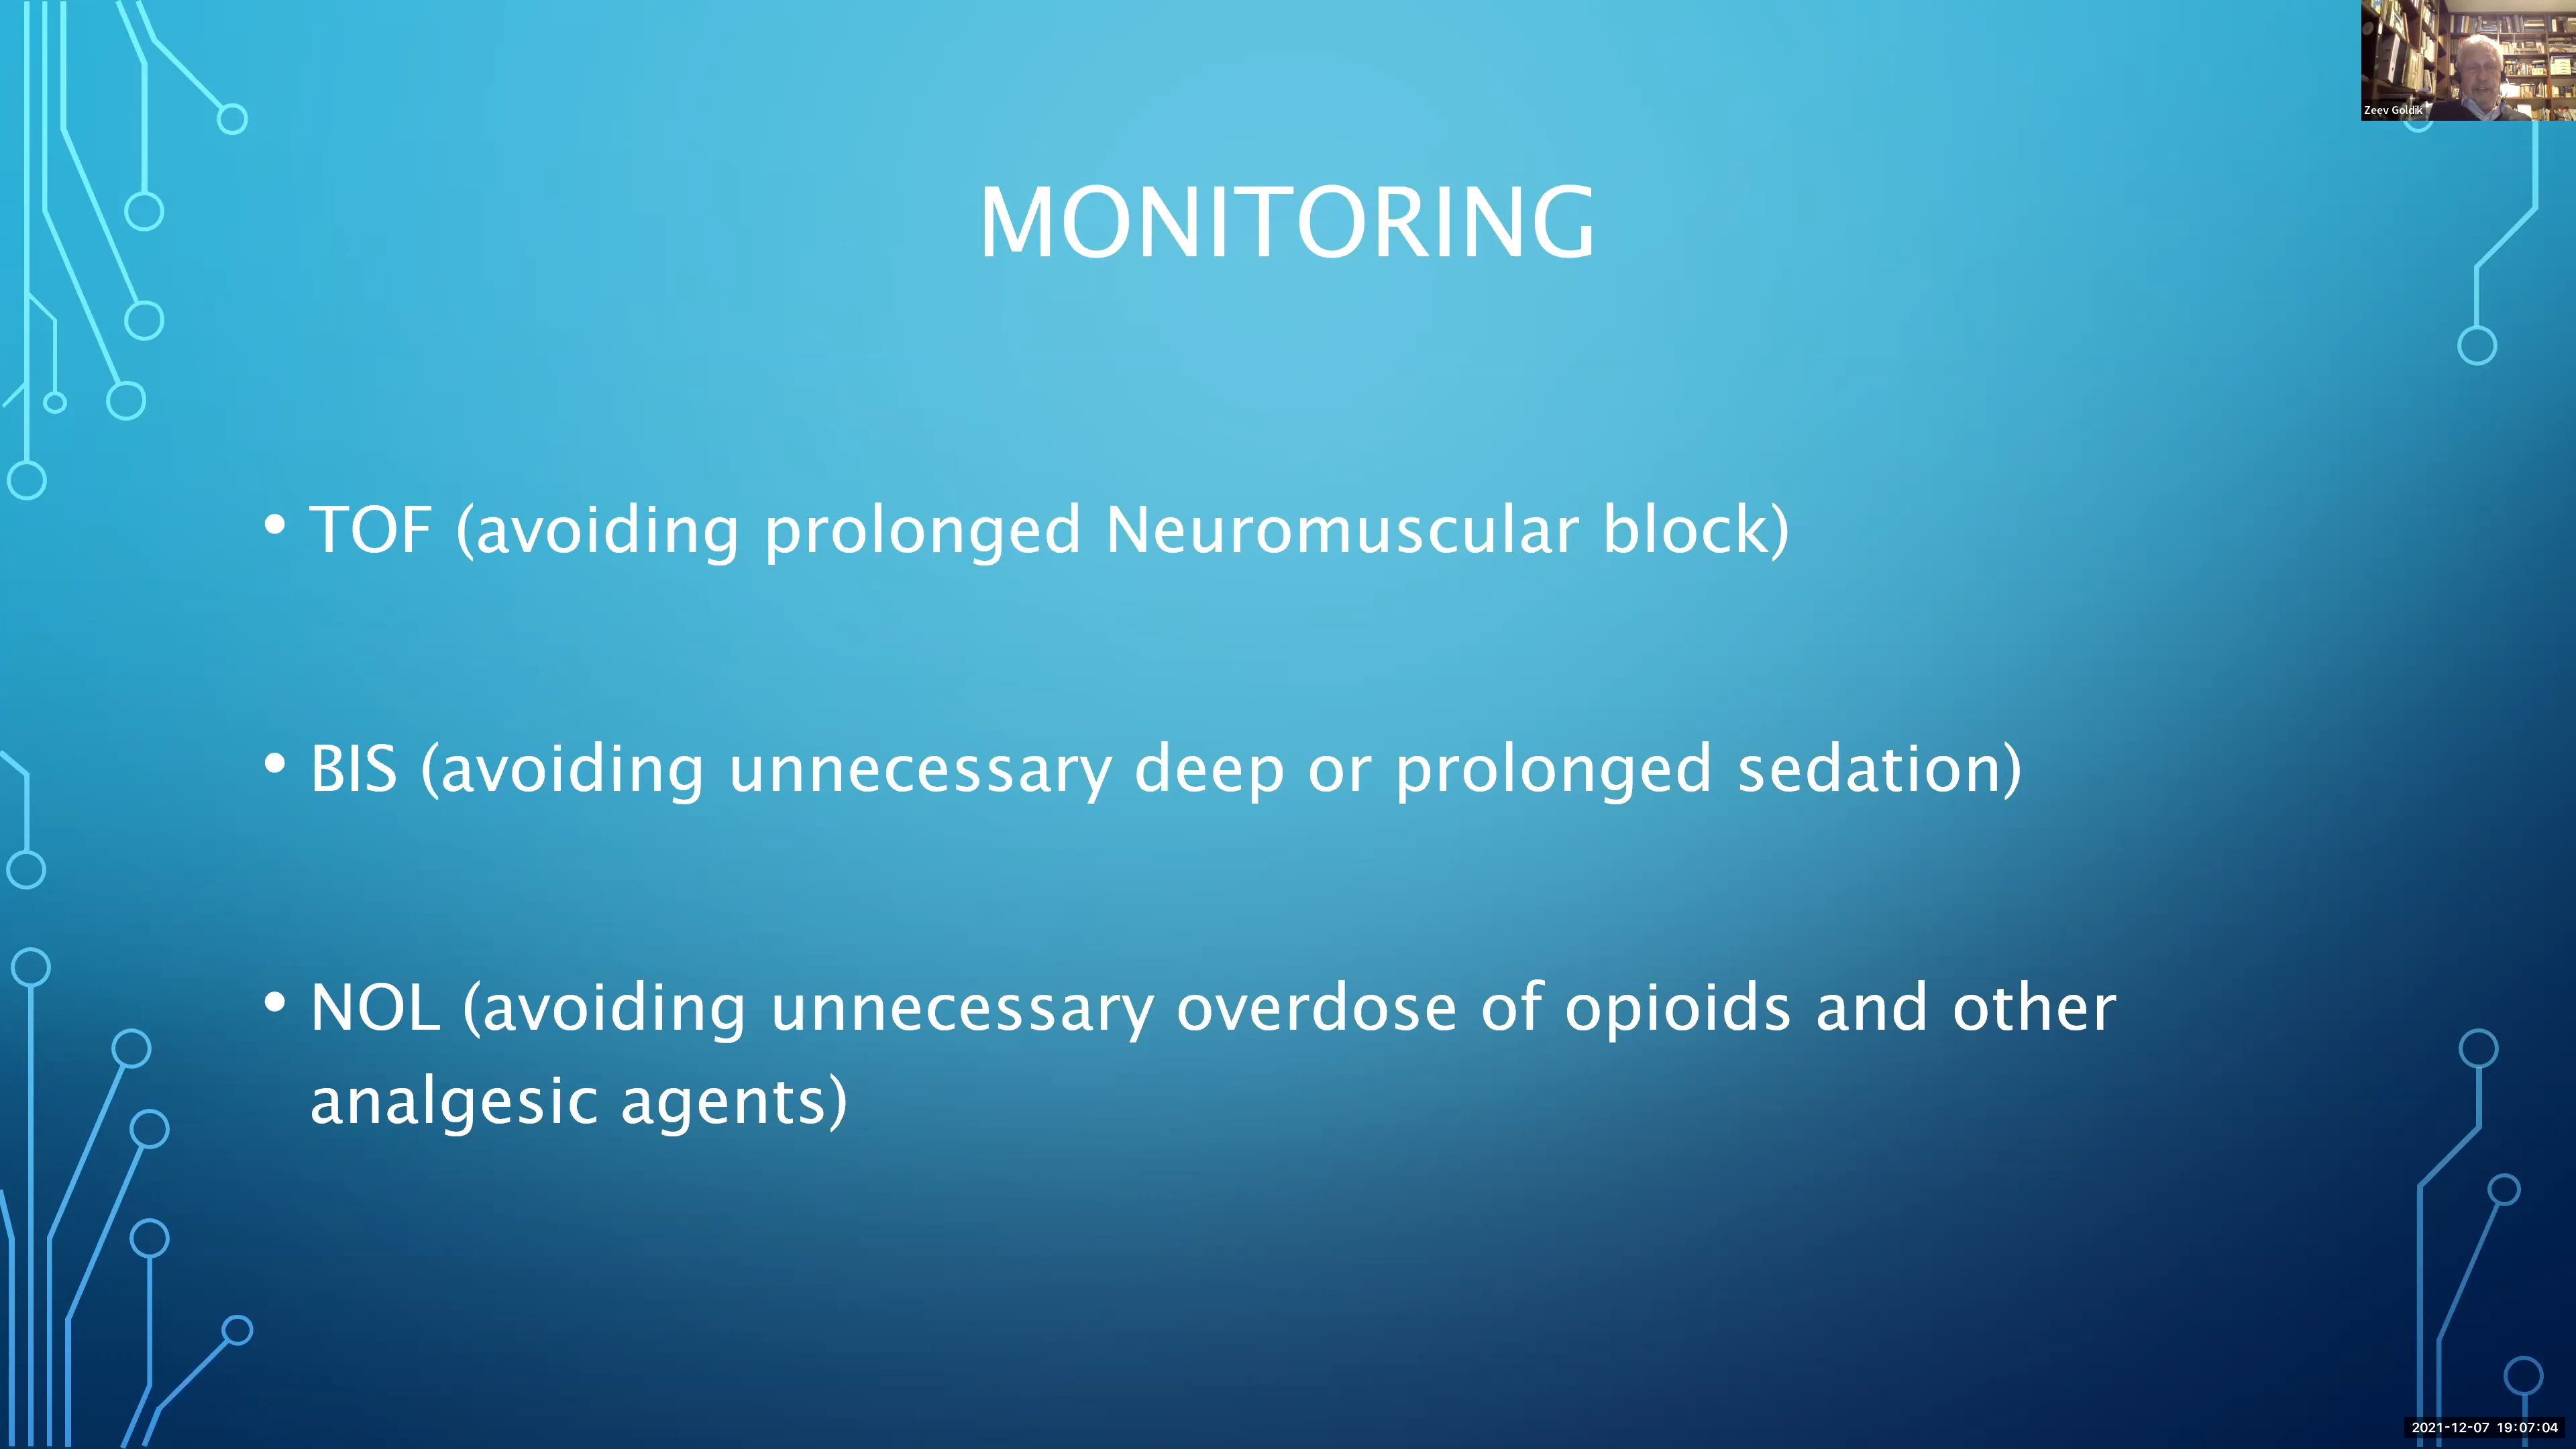 Zeev Goldik
MONITORING
• TOF (avoiding prolonged Neuromuscular block)
• BIS (avoiding unnecessary deep or prolonged sedation)
• NOL (avoiding unnecessary overdose of opioids and other
analgesic agents)
2021-12-07 19:07:04